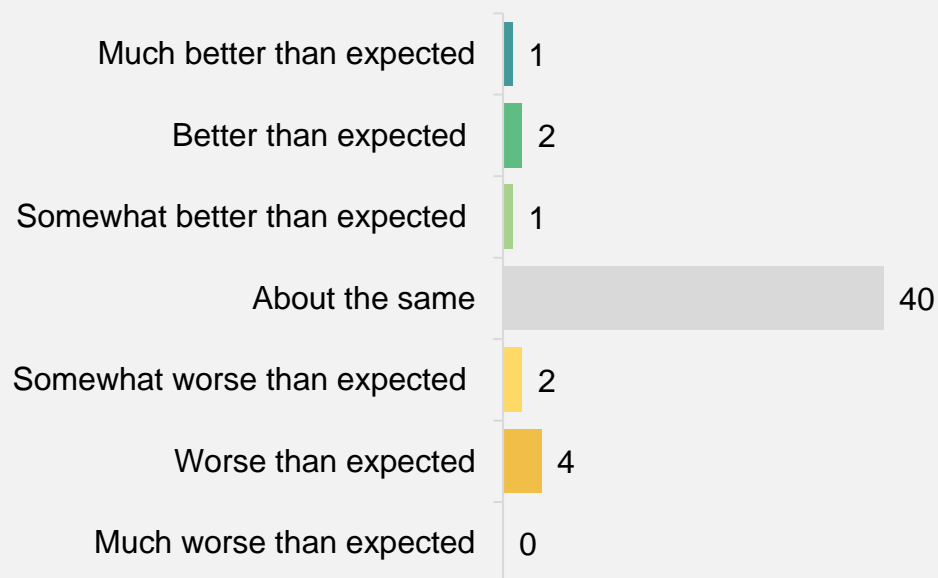 Much better than expected 1
Better than expected 2
Somewhat better than expected 1
About the same 40
Somewhat worse than expected 2
Worse than expected 4
Much worse than expected 0